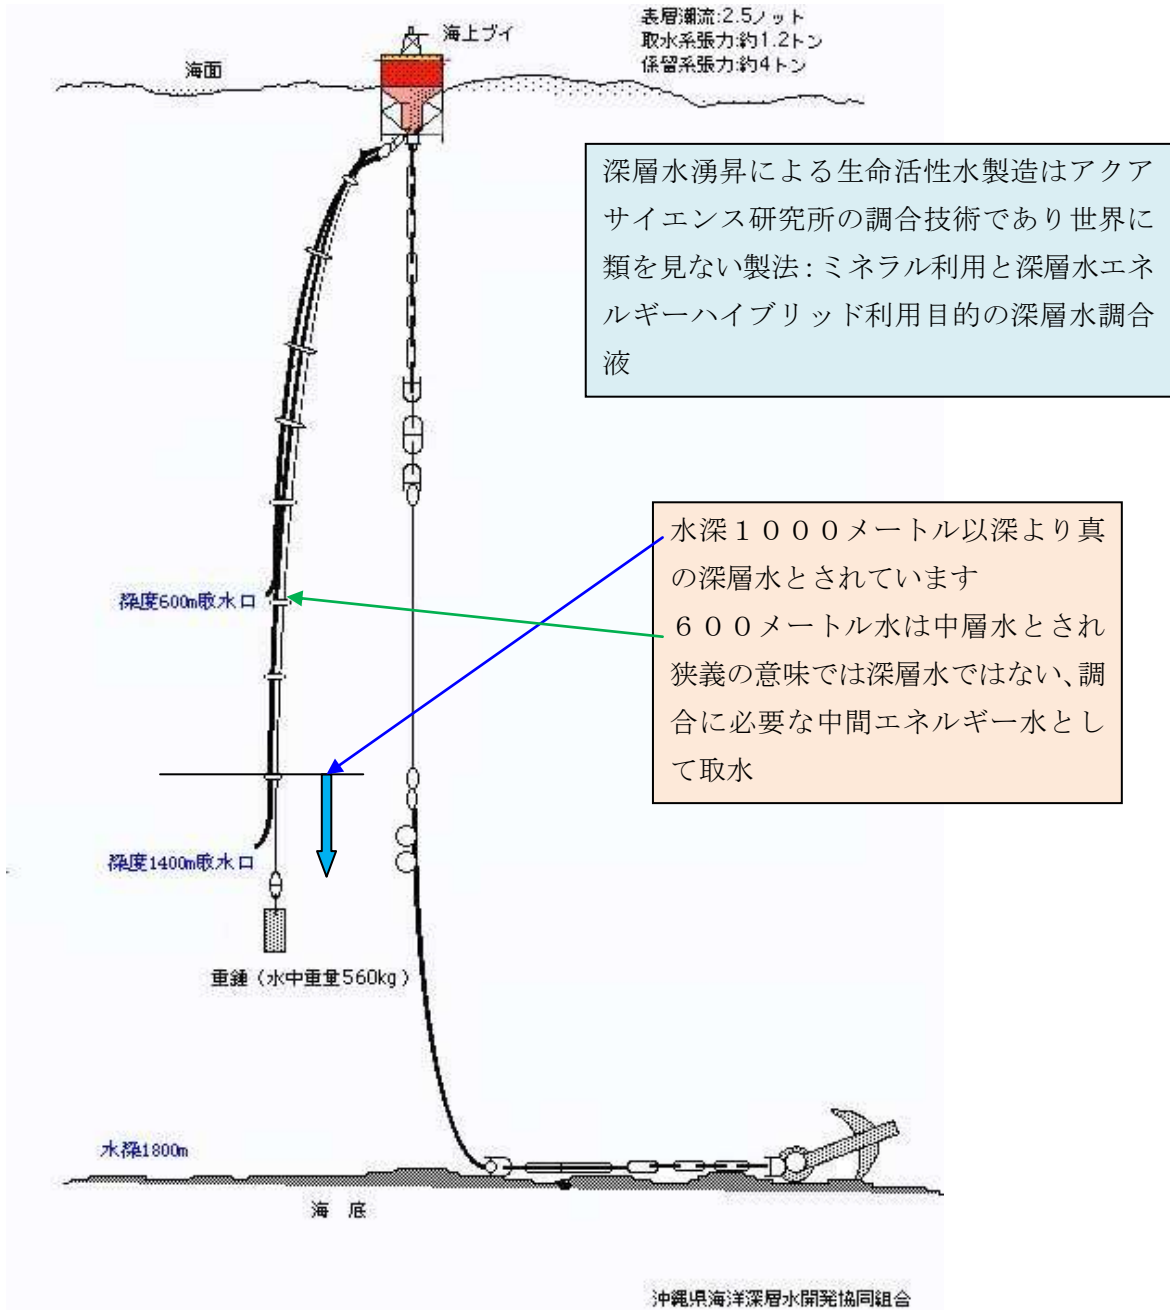 表層潮流:2.5ノット
取水系張力:約1.2トン
係留系張力:約4トン
海上ブイ
海面
深層水湧昇による生命活性水製造はアクア
サイエンス研究所の調合技術であり世界に
類を見ない製法:ミネラル利用と深層水エネ
ルギーハイブリッド利用目的の深層水調合
液
水深1000メートル以深より真
の深層水とされています
600メートル水は中層水とされ
狭義の意味では深層水ではない、調
合に必要な中間エネルギー水とし
て取水
深度600m取水口
深度1400m取水口
重錘(水中重量560kg)
水深1800m
海 底
沖縄県海洋深層水開発協同組合